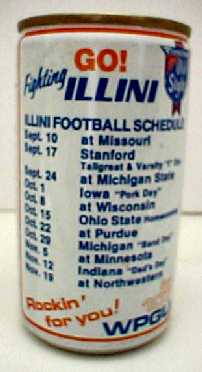 GO!
Fighting ILLINI
ILLINI FOOTBALL SCHEDULE
Sept. 10 at Missouri
Sept. 17 Stanford
Tailgreat & Varsity "I" Day
Sept. 24 at Michigan State
Oct. 1 Iowa "Pork Day"
Oct. 8 at Wisconsin
Oct. 15 Ohio State Homecoming
Oct. 22 at Purdue
Oct. 29 Michigan "Band Day"
Nov. 5 at Minnesota
Nov. 12 Indiana "Dad's Day"
Nov. 19 at Northwestern
Rockin'
for you!
WPGU